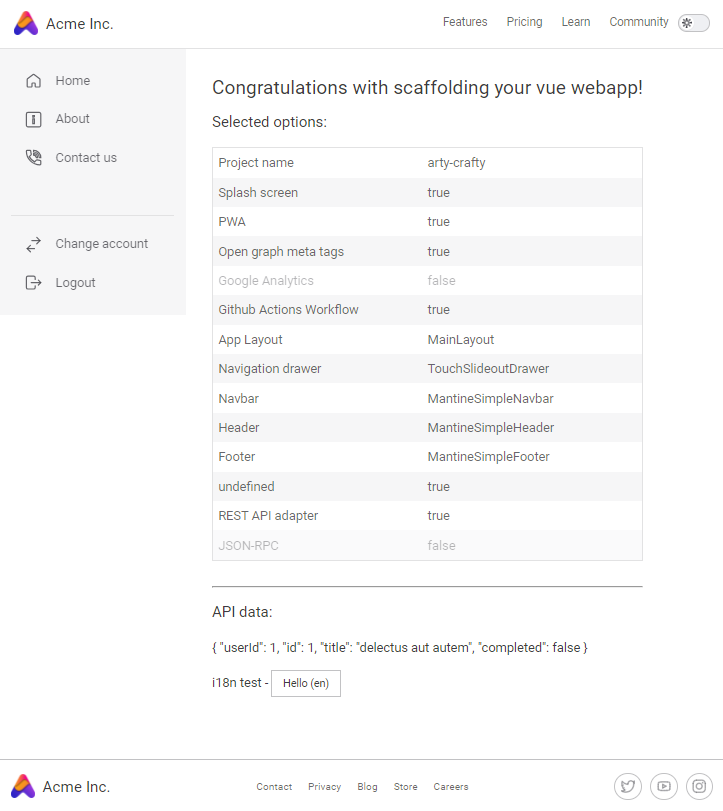 Acme Inc.
Features Pricing Learn Community
Home
About
Contact us
Change account
Logout
Congratulations with scaffolding your vue webapp!
Selected options:
Project name arty-crafty
Splash screen true
PWA true
Open graph meta tags true
Google Analytics false
Github Actions Workflow true
App Layout MainLayout
Navigation drawer TouchSlideoutDrawer
Navbar MantineSimpleNavbar
Header MantineSimpleHeader
Footer MantineSimpleFooter
undefined true
REST API adapter true
JSON-RPC false
API data:
{ "userId": 1, "id": 1, "title": "delectus aut autem", "completed": false }
i18n test - Hello (en)
Acme Inc.
Contact Privacy Blog Store Careers